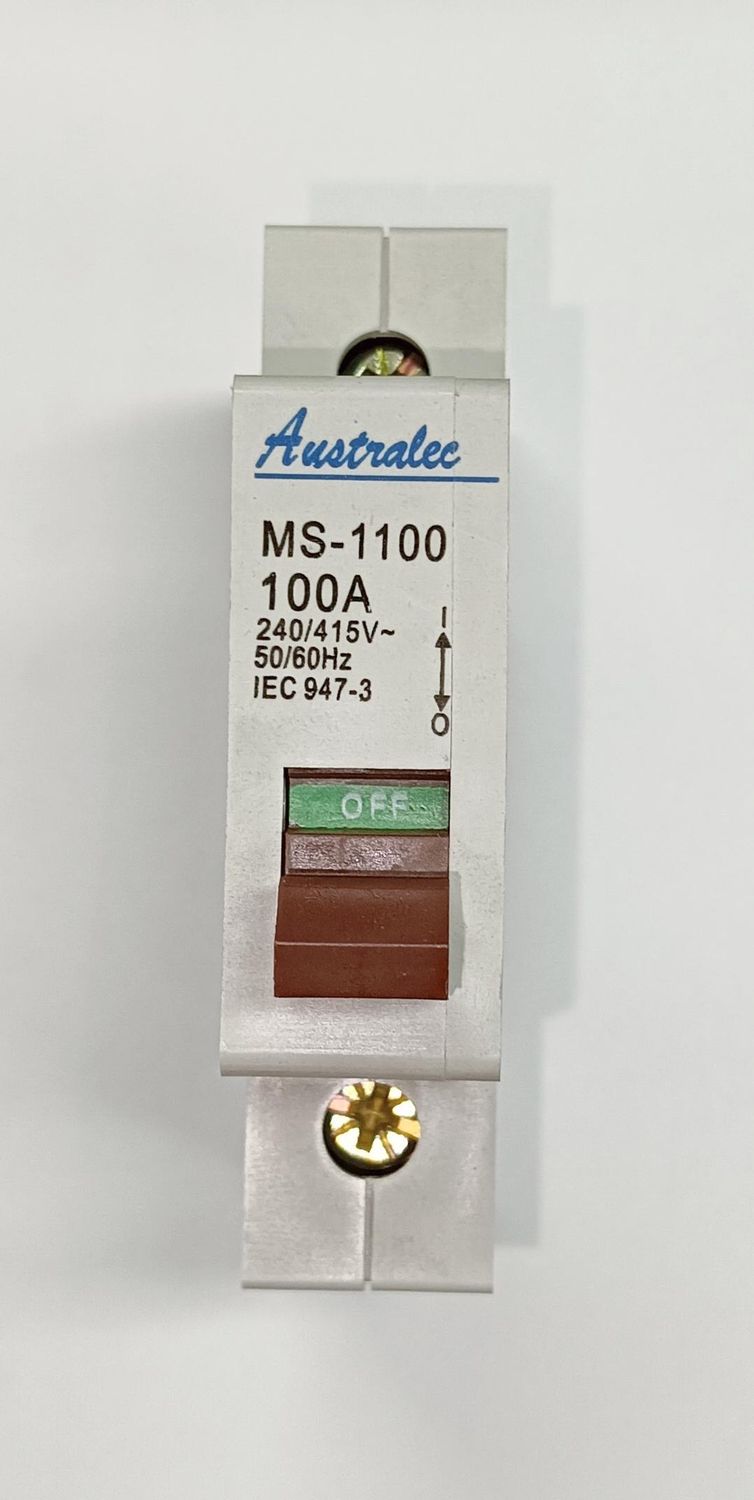 Australec
MS-1100
100A
240/415V~
50/60Hz
IEC 947-3
I
O
OFF